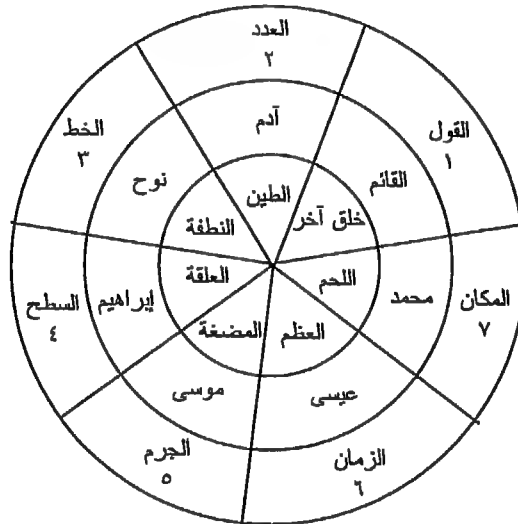 القول
١
القائم
خلق آخر
العدد
٢
آدم
الطين
الخط
٣
نوح
النطفة
السطح
٤
إبراهيم
العلقة
الجرم
٥
موسى
المضغة
الزمان
٦
عيسى
العظم
المكان
٧
محمد
اللحم